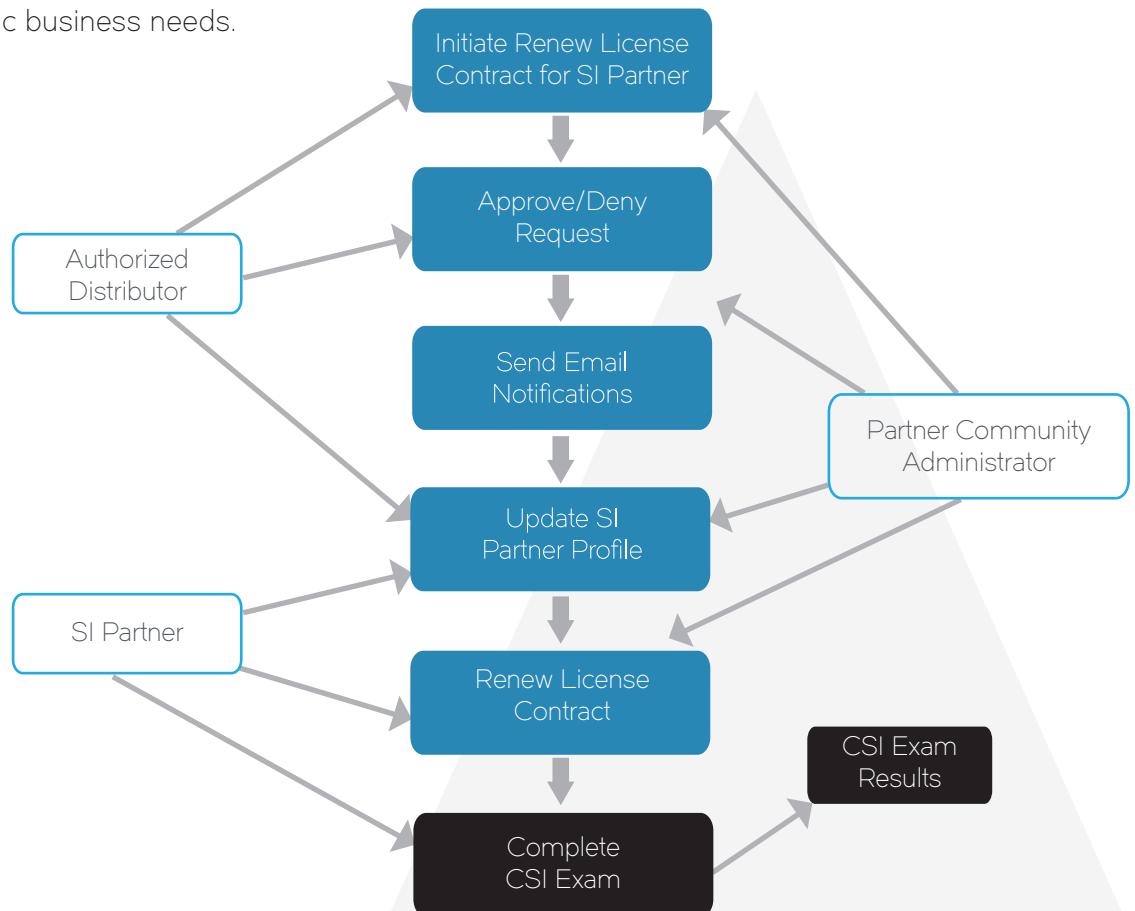 c business needs.
Initiate Renew License
Contract for SI Partner
Approve/Deny
Request
Authorized
Distributor
Send Email
Notifications
Partner Community
Administrator
Update SI
Partner Profile
SI Partner
Renew License
Contract
CSI Exam
Results
Complete
CSI Exam